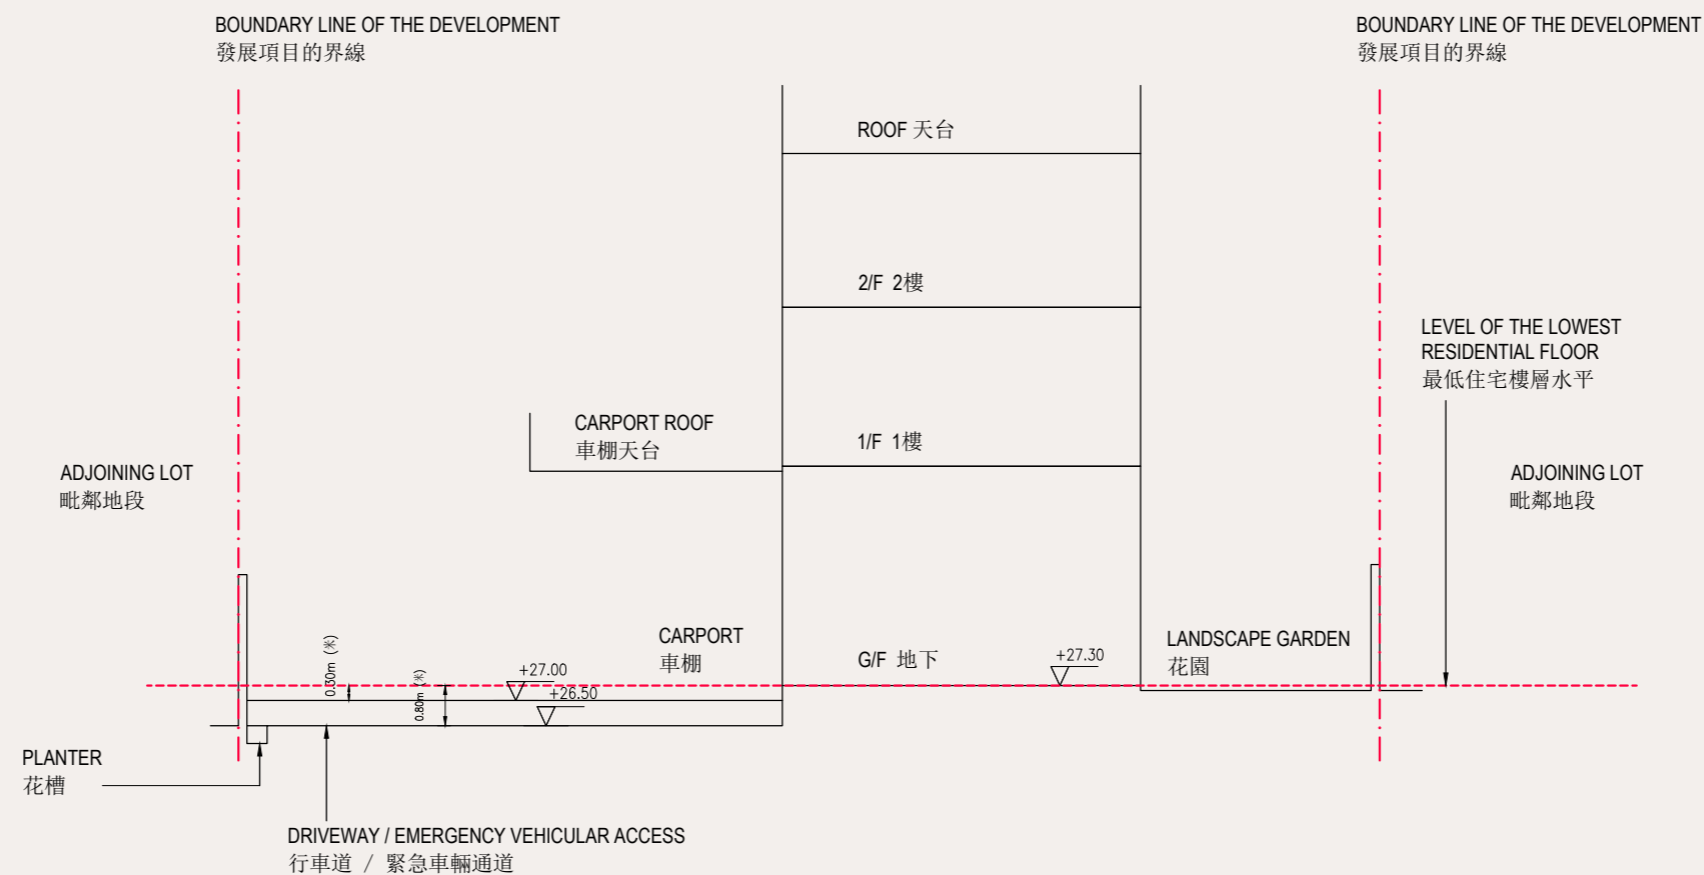 BOUNDARY LINE OF THE DEVELOPMENT
發展項目的界線
BOUNDARY LINE OF THE DEVELOPMENT
發展項目的界線
ROOF 天台
2/F 2樓
LEVEL OF THE LOWEST
RESIDENTIAL FLOOR
最低住宅樓層水平
CARPORT ROOF
車棚天台
1/F 1樓
ADJOINING LOT
毗鄰地段
ADJOINING LOT
毗鄰地段
CARPORT
車棚
G/F 地下
+27.30
LANDSCAPE GARDEN
花園
0.30m (米)
+27.00
0.80m (米)
+26.50
PLANTER
花槽
DRIVEWAY / EMERGENCY VEHICULAR ACCESS
行車道 / 緊急車輛通道